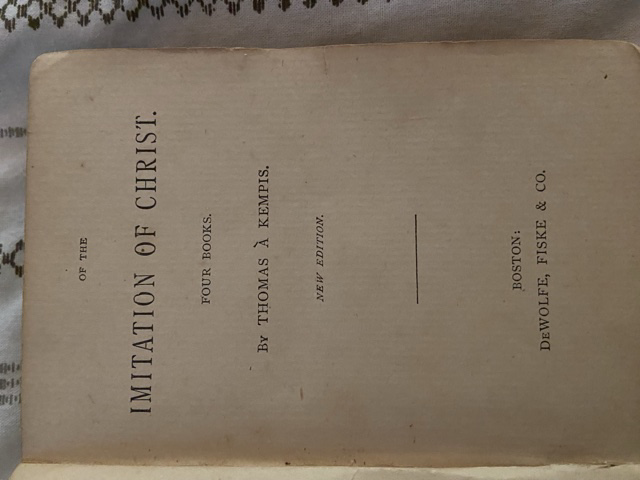 OF THE
IMITATION OF CHRIST.
FOUR BOOKS.
By THOMAS À KEMPIS.
NEW EDITION.
BOSTON:
DeWOLFE, FISKE & CO.